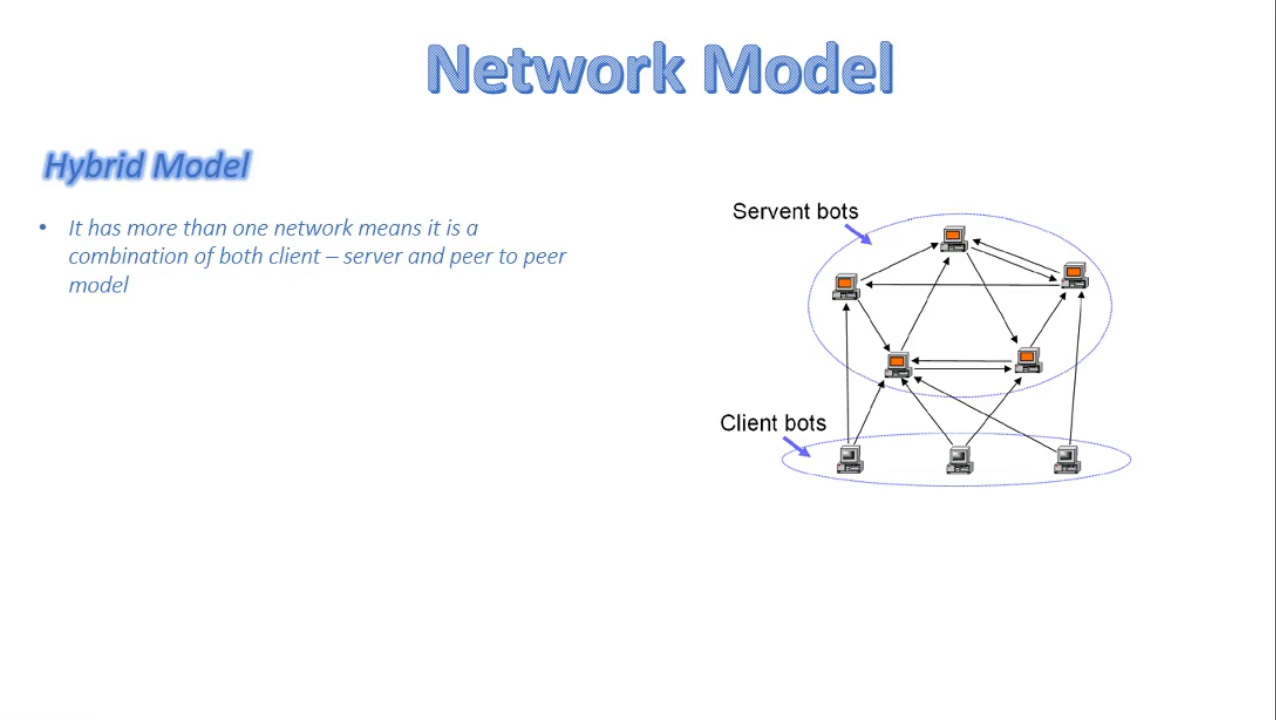 Network Model
Hybrid Model
• It has more than one network means it is a
combination of both client – server and peer to peer
model
Servent bots
Client bots